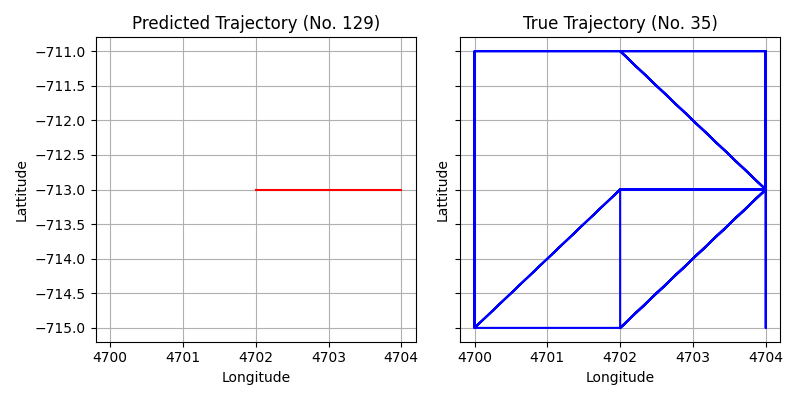 Predicted Trajectory (No. 129)
−711.0
−711.5
−712.0
−712.5
−713.0
−713.5
−714.0
−714.5
−715.0
Lattitude
4700 4701 4702 4703 4704
Longitude
True Trajectory (No. 35)
Lattitude
4700 4701 4702 4703 4704
Longitude